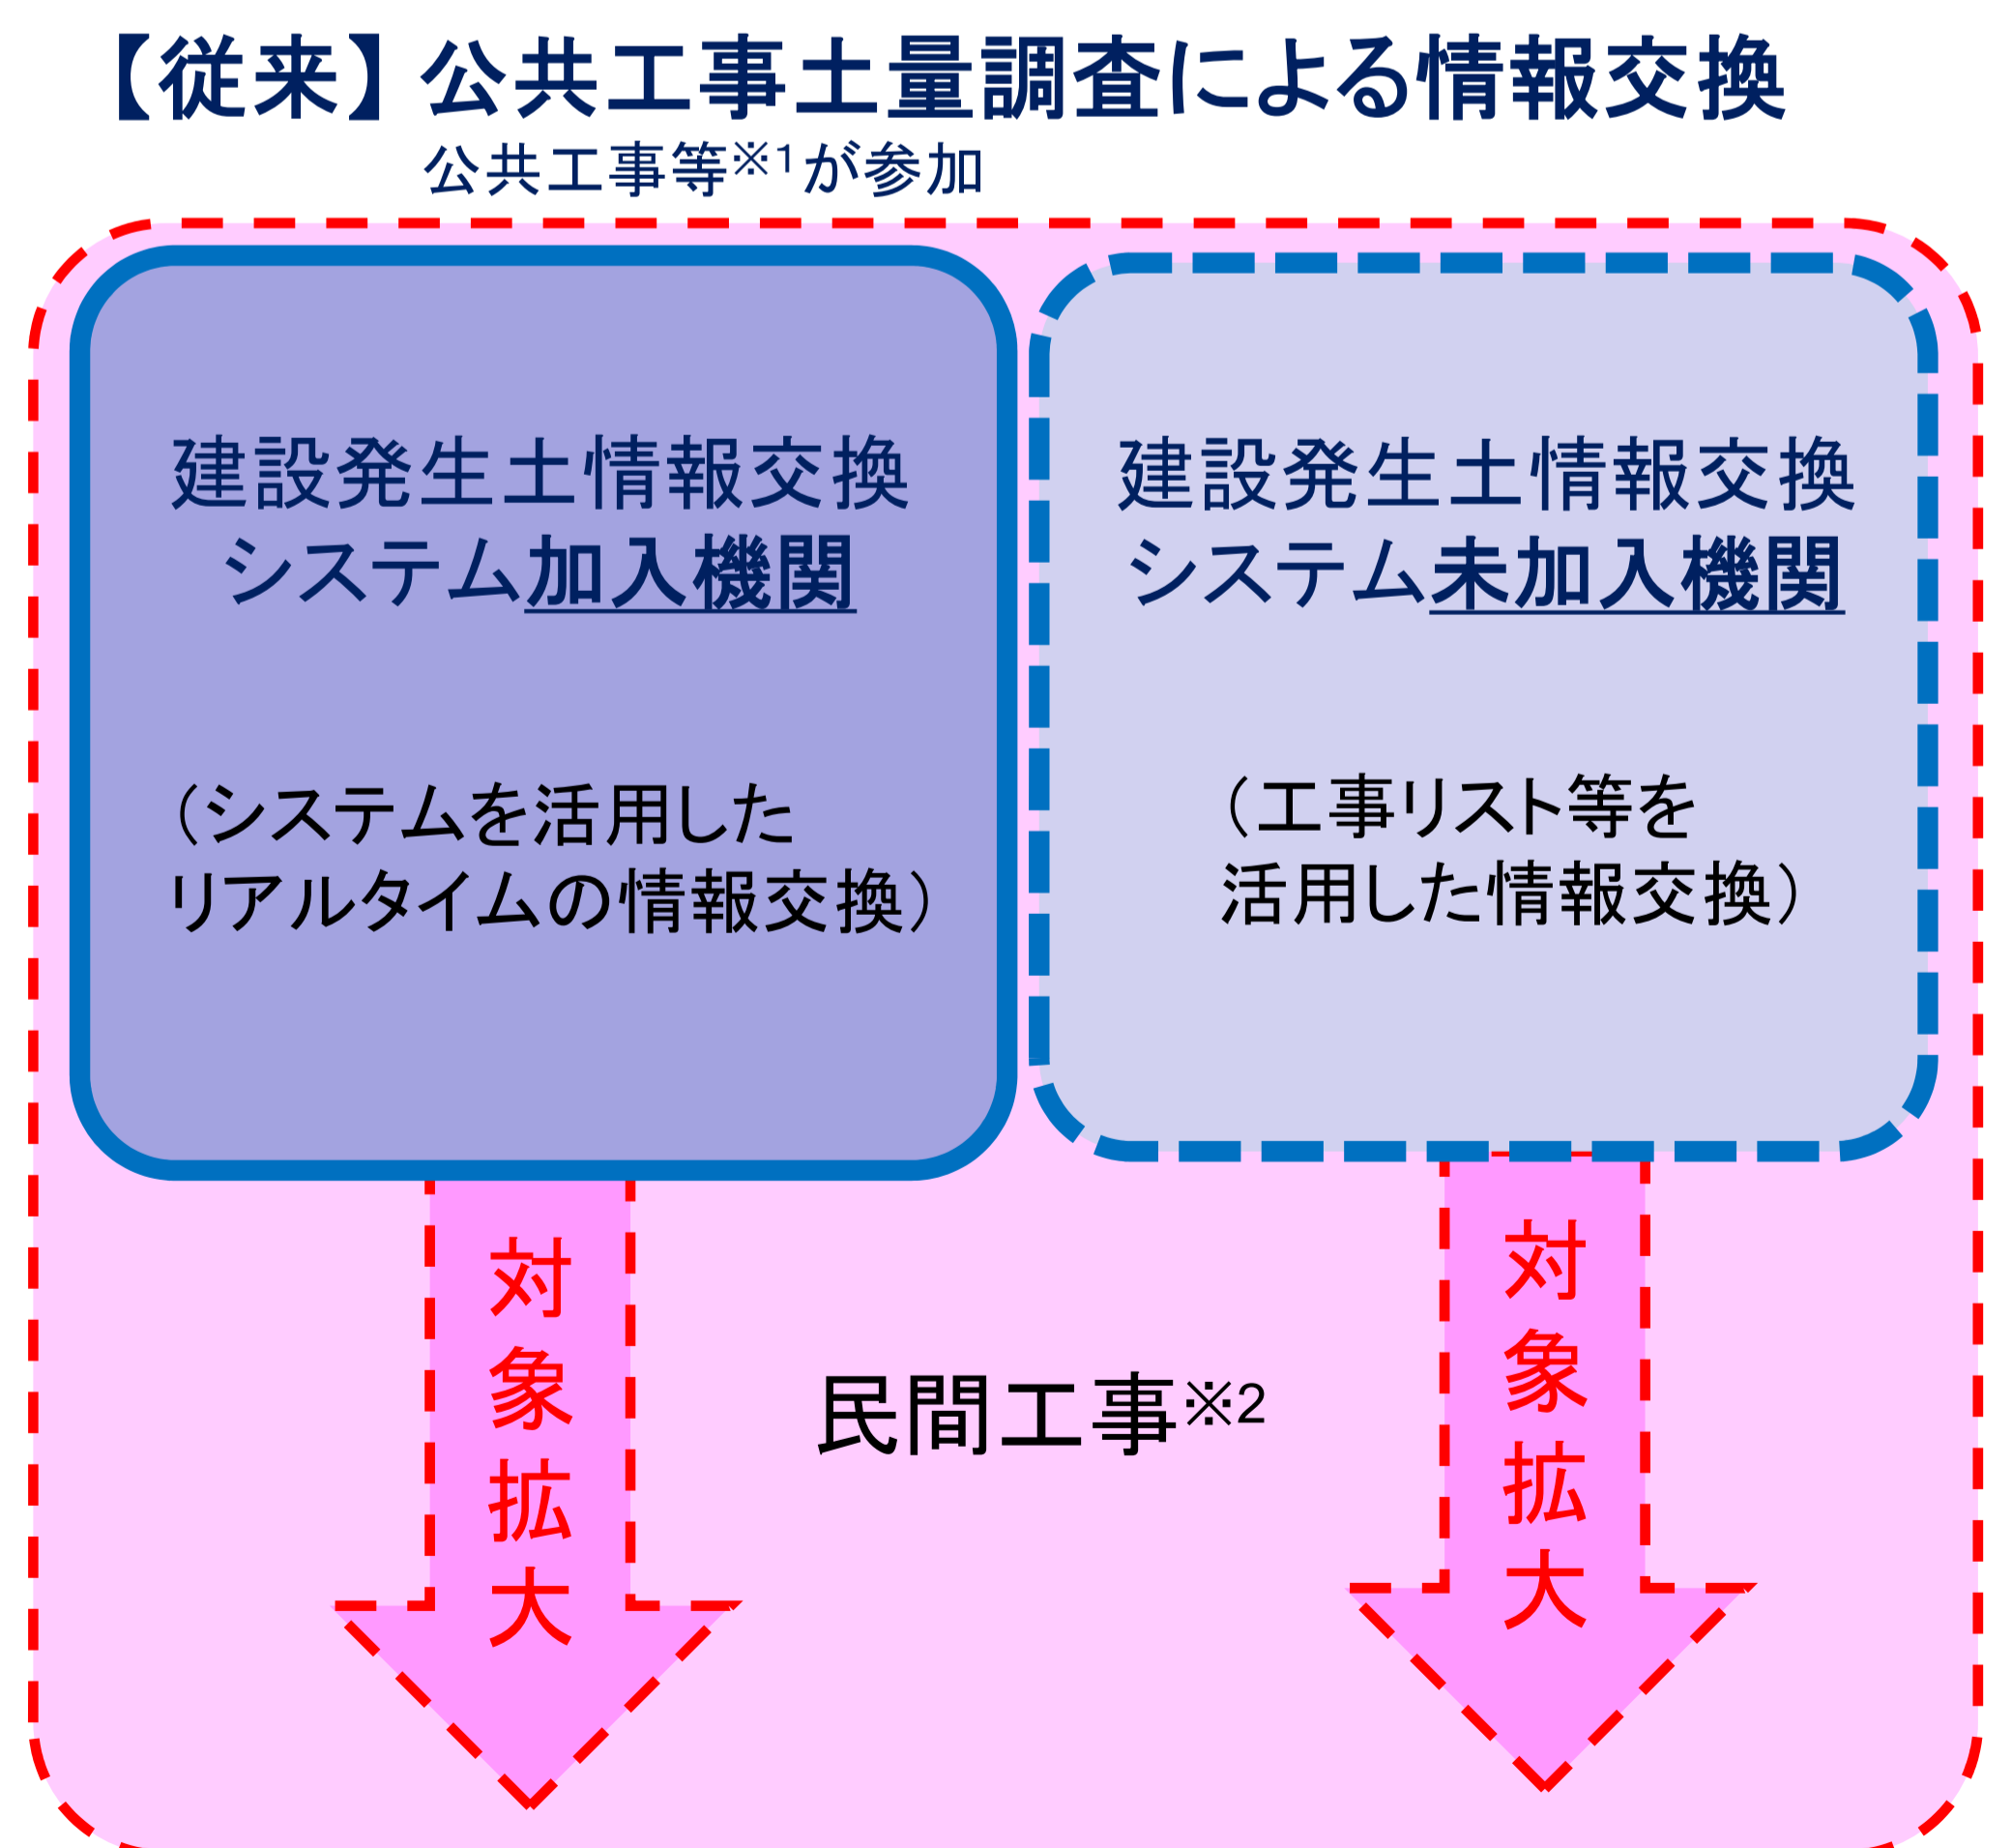 【従来】公共工事土量調査による情報交換
公共工事等※1が参加
建設発生土情報交換
システム加入機関
（システムを活用した
リアルタイムの情報交換）
建設発生土情報交換
システム未加入機関
（工事リスト等を
活用した情報交換）
対象拡大
民間工事※2
対象拡大